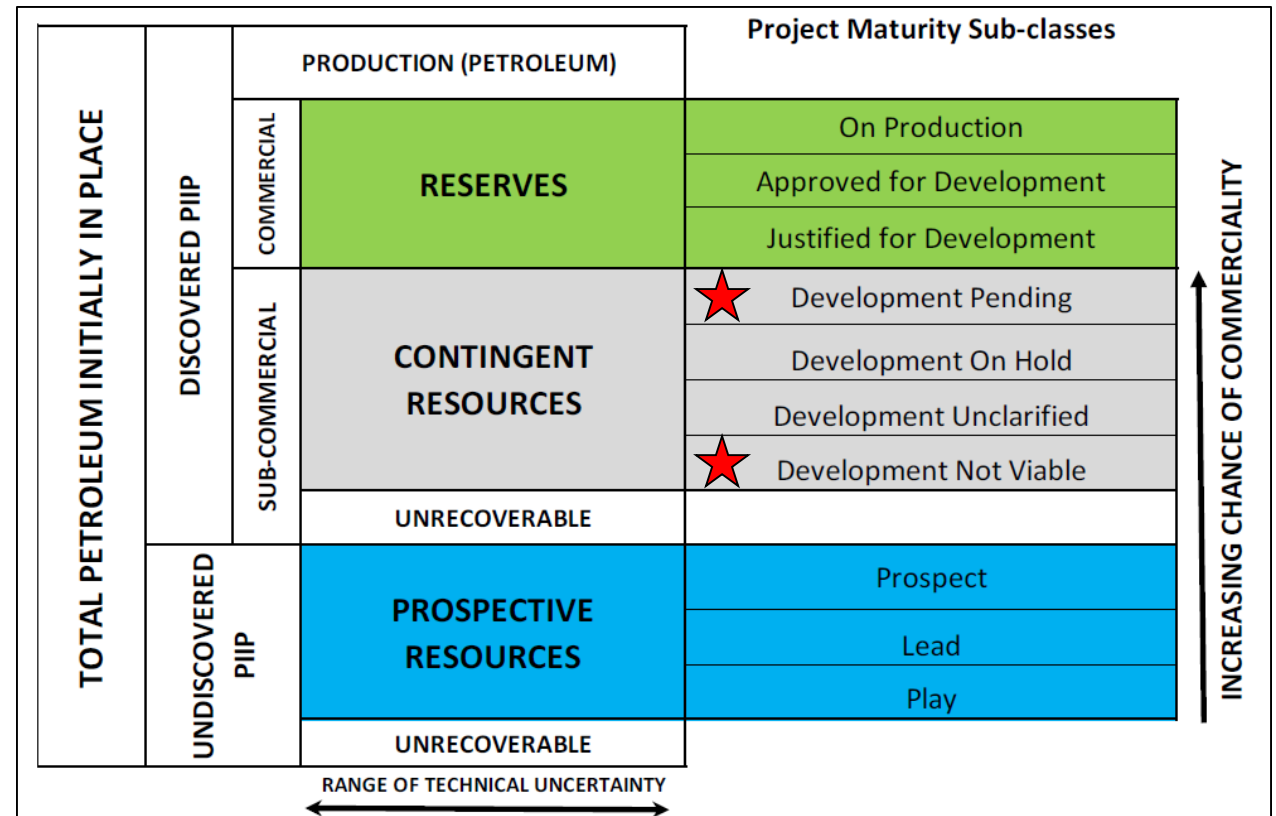 Project Maturity Sub-classes
TOTAL PETROLEUM INITIALLY IN PLACE
DISCOVERED PIIP
PRODUCTION (PETROLEUM)
COMMERCIAL
RESERVES
On Production
Approved for Development
Justified for Development
SUB-COMMERCIAL
CONTINGENT
RESOURCES
Development Pending
Development On Hold
Development Unclarified
Development Not Viable
UNRECOVERABLE
UNDISCOVERED
PIIP
PROSPECTIVE
RESOURCES
Prospect
Lead
Play
UNRECOVERABLE
RANGE OF TECHNICAL UNCERTAINTY
INCREASING CHANCE OF COMMERCIALITY